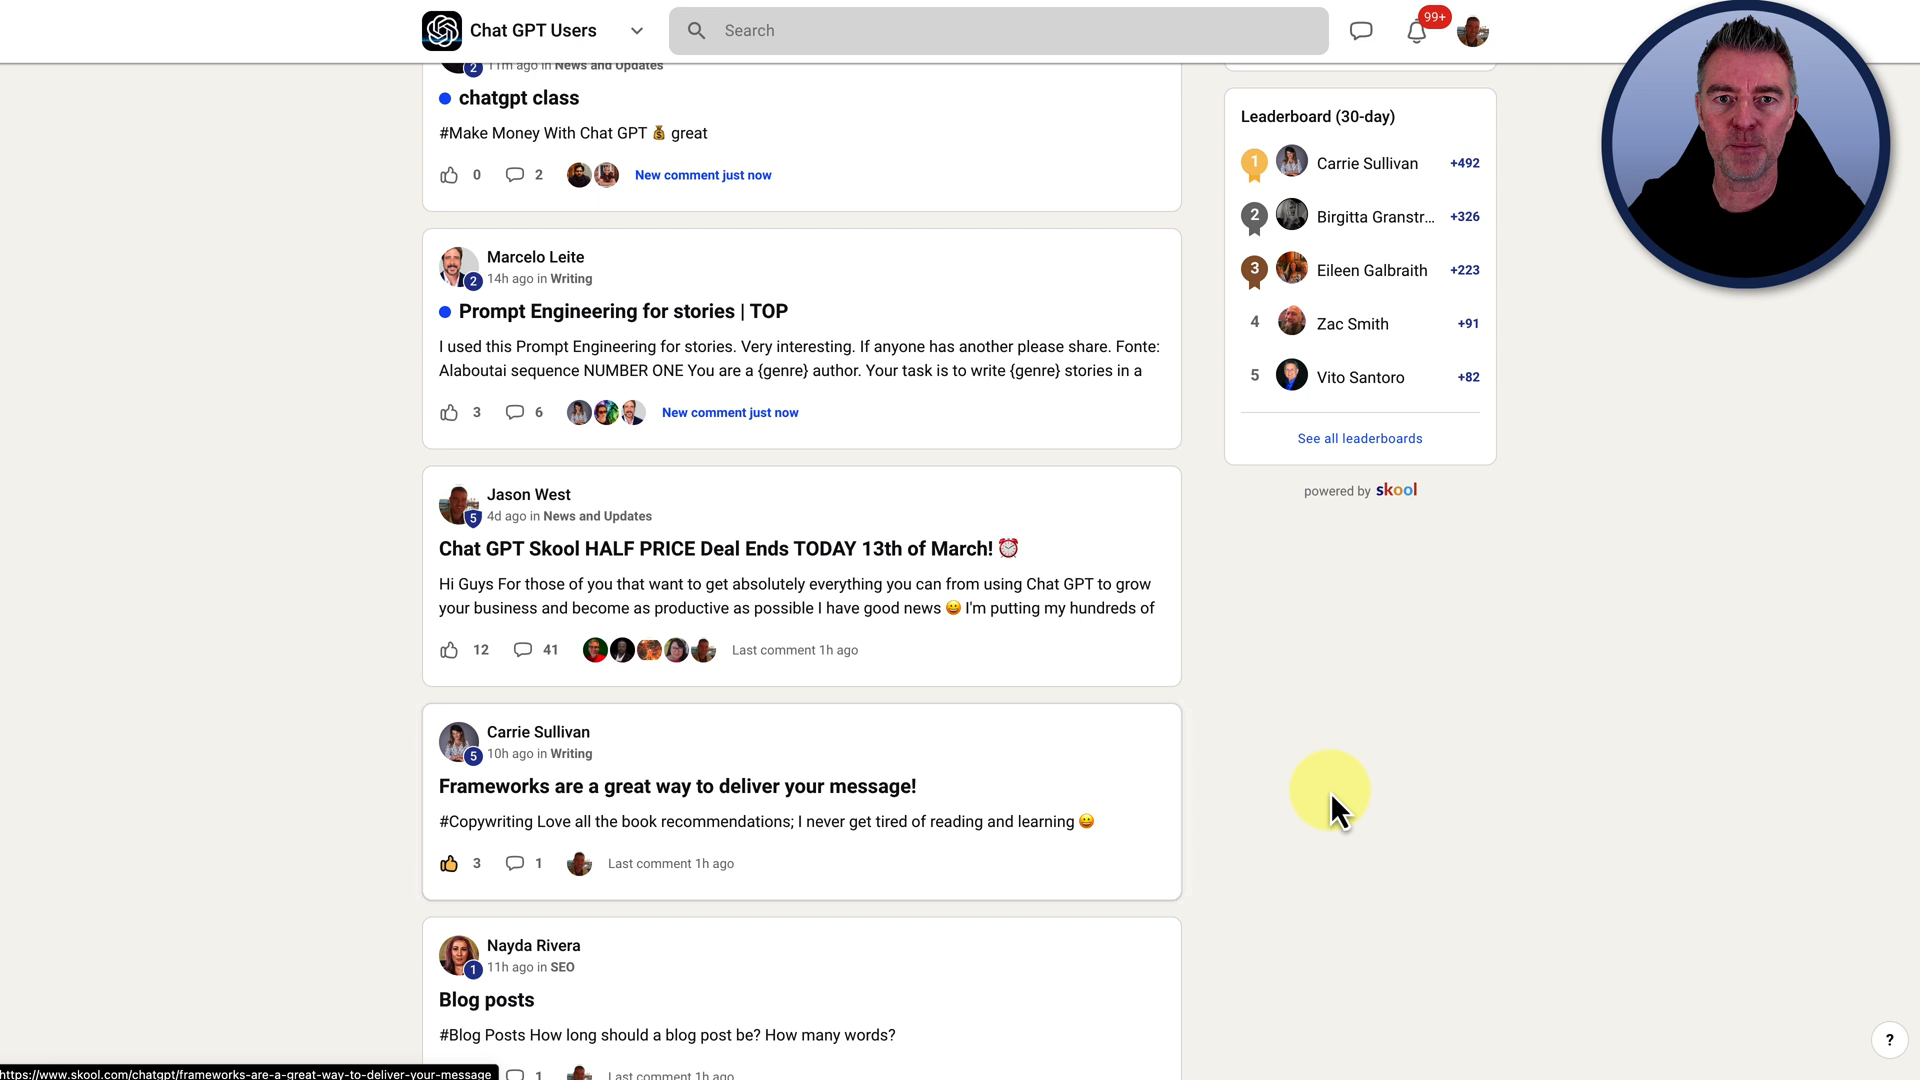 Chat GPT Users
Search
99+
2
11m ago in News and Updates
chatgpt class
#Make Money With Chat GPT 💰 great
0
2
New comment just now
Marcelo Leite
2
14h ago in Writing
Prompt Engineering for stories | TOP
I used this Prompt Engineering for stories. Very interesting. If anyone has another please share. Fonte:
Alaboutai sequence NUMBER ONE You are a {genre} author. Your task is to write {genre} stories in a
3
6
New comment just now
Jason West
5
4d ago in News and Updates
Chat GPT Skool HALF PRICE Deal Ends TODAY 13th of March! ⏰
Hi Guys For those of you that want to get absolutely everything you can from using Chat GPT to grow
your business and become as productive as possible I have good news 😀 I'm putting my hundreds of
12
41
Last comment 1h ago
Carrie Sullivan
5
10h ago in Writing
Frameworks are a great way to deliver your message!
#Copywriting Love all the book recommendations; I never get tired of reading and learning 😀
3
1
Last comment 1h ago
Nayda Rivera
1
11h ago in SEO
Blog posts
#Blog Posts How long should a blog post be? How many words?
1
Last comment 1h ago
Leaderboard (30-day)
1 Carrie Sullivan +492
2 Birgitta Granstr... +326
3 Eileen Galbraith +223
4 Zac Smith +91
5 Vito Santoro +82
See all leaderboards
powered by skool
?
https://www.skool.com/chatgpt/frameworks-are-a-great-way-to-deliver-your-message